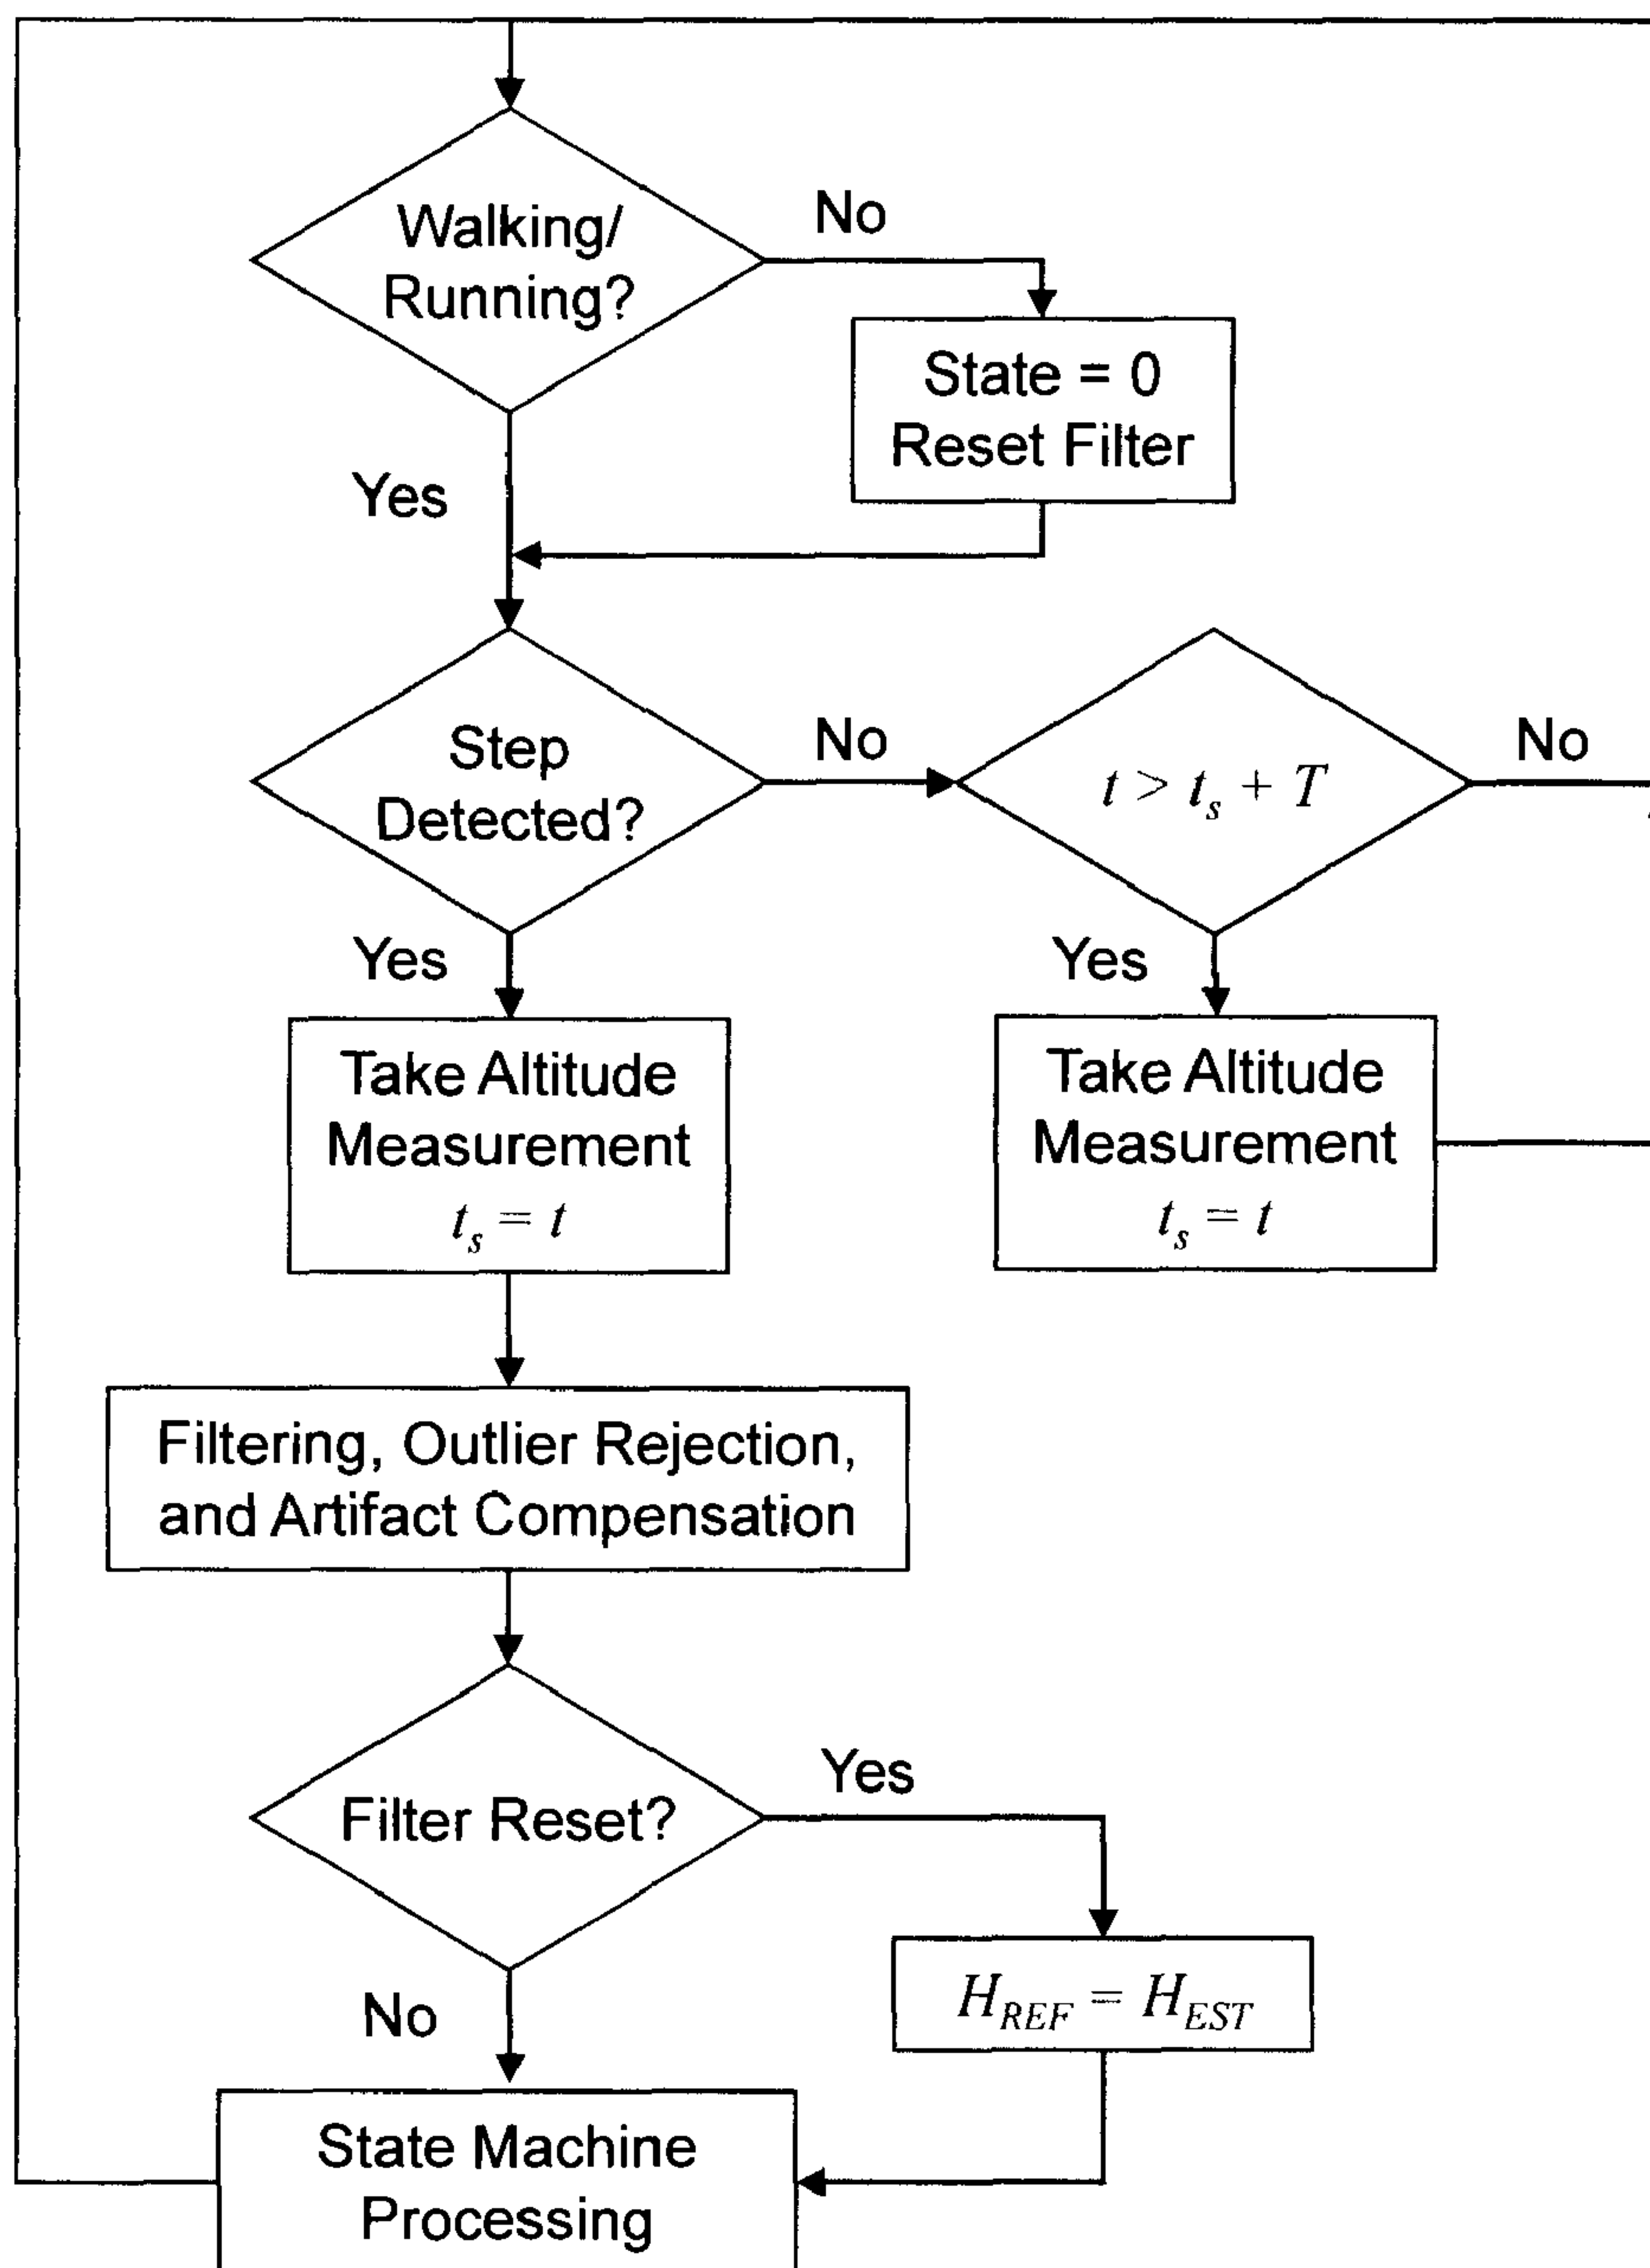 Walking/
Running?
No
State = 0
Reset Filter
Yes
Step
Detected?
No
t > t_s + T
No
Yes
Take Altitude
Measurement
t_s = t
Yes
Take Altitude
Measurement
t_s = t
Filtering, Outlier Rejection,
and Artifact Compensation
Filter Reset?
Yes
H_REF = H_EST
No
State Machine
Processing